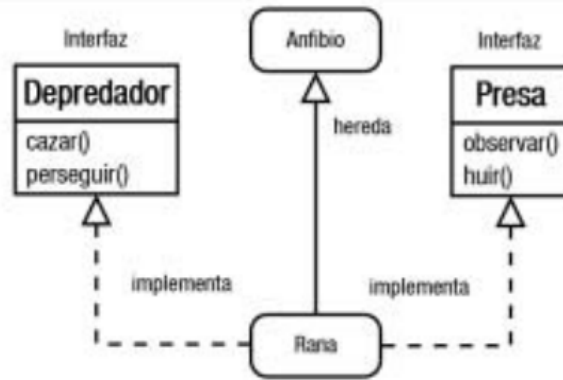 Interfaz
Depredador
cazar()
perseguir()
Anfibio
hereda
Interfaz
Presa
observar()
huir()
implementa
implementa
Rana